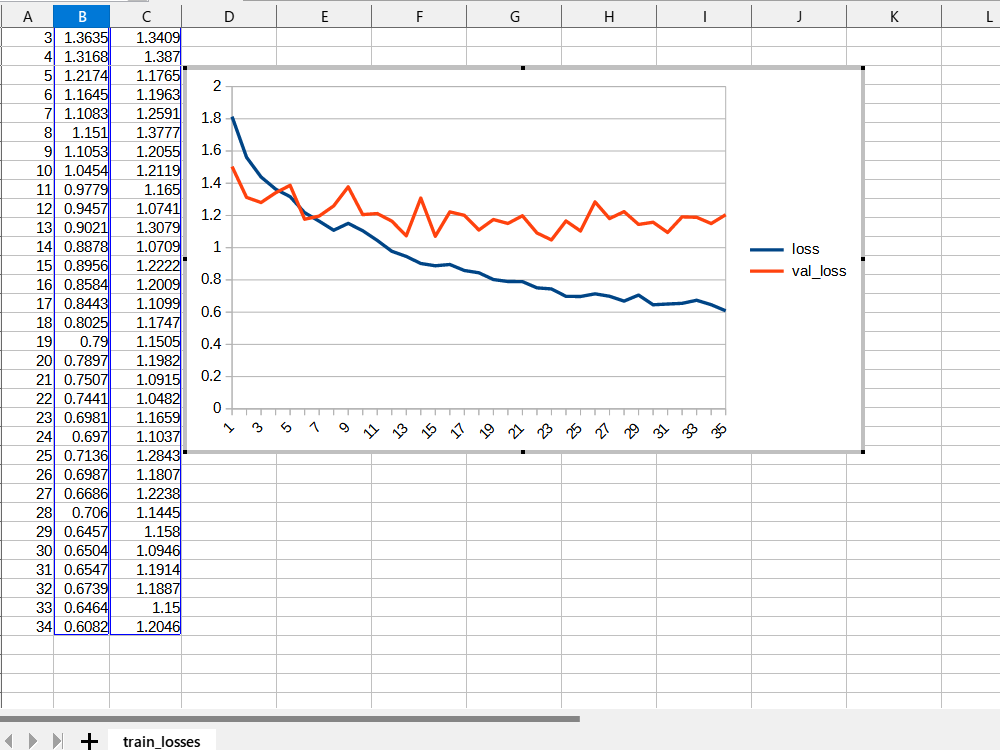 A B C D E F G H I J K L
3 1.3635 1.3409
4 1.3168 1.387
5 1.2174 1.1765
6 1.1645 1.1963
7 1.1083 1.2591
8 1.151 1.3777
9 1.1053 1.2055
10 1.0454 1.2119
11 0.9779 1.165
12 0.9457 1.0741
13 0.9021 1.3079
14 0.8878 1.0709
15 0.8956 1.2222
16 0.8584 1.2009
17 0.8443 1.1099
18 0.8025 1.1747
19 0.79 1.1505
20 0.7897 1.1982
21 0.7507 1.0915
22 0.7441 1.0482
23 0.6981 1.1659
24 0.697 1.1037
25 0.7136 1.2843
26 0.6987 1.1807
27 0.6686 1.2238
28 0.706 1.1445
29 0.6457 1.158
30 0.6504 1.0946
31 0.6547 1.1914
32 0.6739 1.1887
33 0.6464 1.15
34 0.6082 1.2046
2
1.8
1.6
1.4
1.2
1
0.8
0.6
0.4
0.2
0
1 3 5 7 9 11 13 15 17 19 21 23 25 27 29 31 33 35
loss
val_loss
train_losses